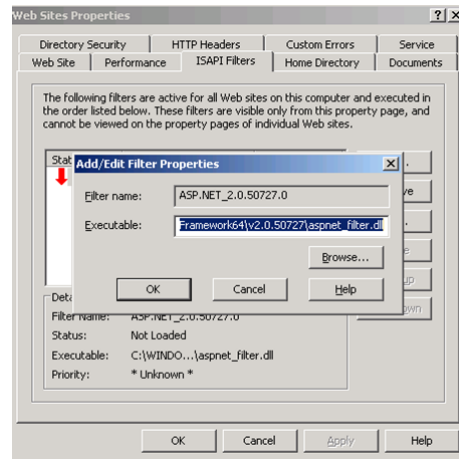 Web Sites Properties
Directory Security HTTP Headers Custom Errors Service
Web Site Performance ISAPI Filters Home Directory Documents
The following filters are active for all Web sites on this computer and executed in
the order listed below. These filters are visible only from this property page, and
cannot be viewed on the property pages of individual Web sites.
Add/Edit Filter Properties
Filter name: ASP.NET_2.0.50727.0
Executable: Framework64\v2.0.50727\aspnet_filter.dll
Browse...
OK Cancel Help
Filter Name: ASP.NET_2.0.50727.0
Status: Not Loaded
Executable: C:\WINDO...\aspnet_filter.dll
Priority: * Unknown *
OK Cancel Apply Help